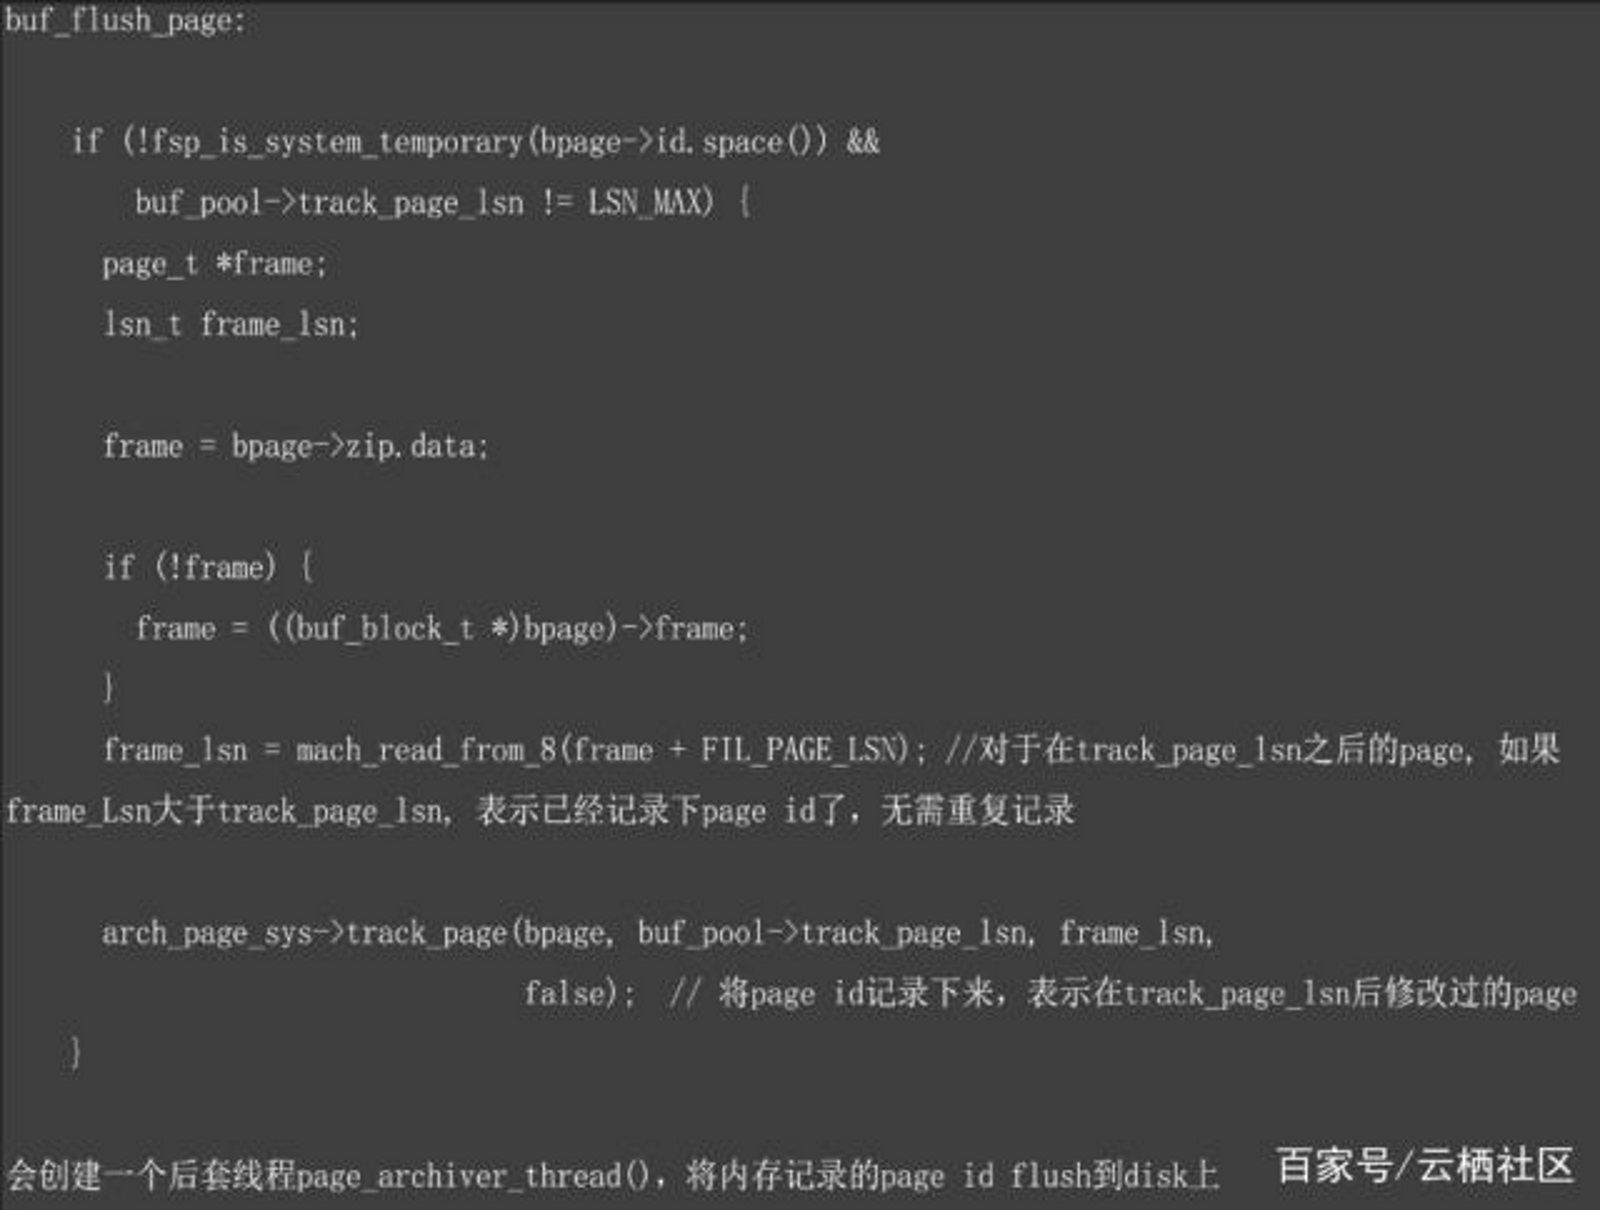 buf_flush_page:
if (!fsp_is_system_temporary(bpage->id.space()) &&
buf_pool->track_page_lsn != LSN_MAX) {
page_t *frame;
lsn_t frame_lsn;
frame = bpage->zip.data;
if (!frame) {
frame = ((buf_block_t *)bpage)->frame;
}
frame_lsn = mach_read_from_8(frame + FIL_PAGE_LSN); //对于在track_page_lsn之后的page, 如果
frame_Lsn大于track_page_lsn, 表示已经记录下page id了，无需重复记录
arch_page_sys->track_page(bpage, buf_pool->track_page_lsn, frame_lsn,
false); // 将page id记录下来，表示在track_page_lsn后修改过的page
}
会创建一个后套线程page_archiver_thread()，将内存记录的page id flush到disk上
百家号/云栖社区